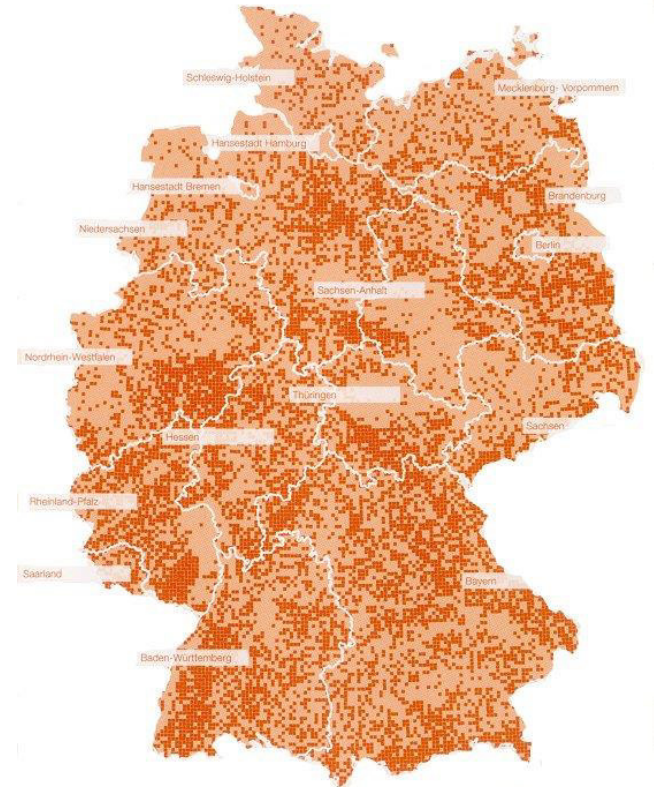 Schleswig-Holstein
Mecklenburg- Vorpommern
Hansestadt Hamburg
Hansestadt Bremen
Brandenburg
Niedersachsen
Berlin
Sachsen-Anhalt
Nordrhein-Westfalen
Thüringen
Sachsen
Hessen
Rheinland-Pfalz
Saarland
Bayern
Baden-Württemberg